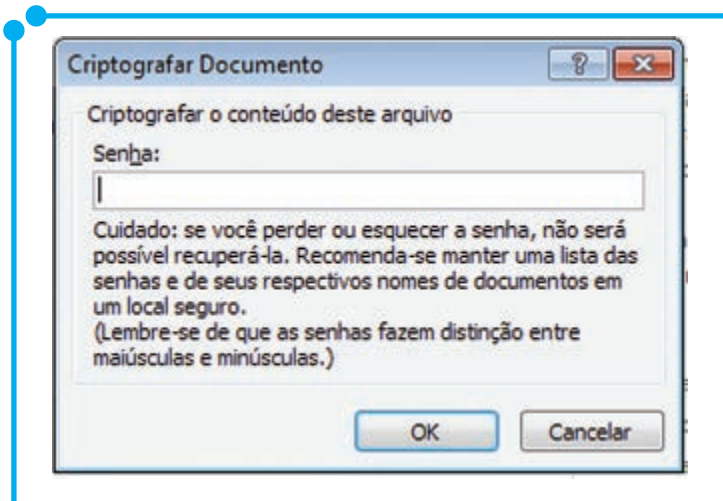 Criptografar Documento
Criptografar o conteúdo deste arquivo
Senha:
Cuidado: se você perder ou esquecer a senha, não será
possível recuperá-la. Recomenda-se manter uma lista das
senhas e de seus respectivos nomes de documentos em
um local seguro.
(Lembre-se de que as senhas fazem distinção entre
maiúsculas e minúsculas.)
OK Cancelar